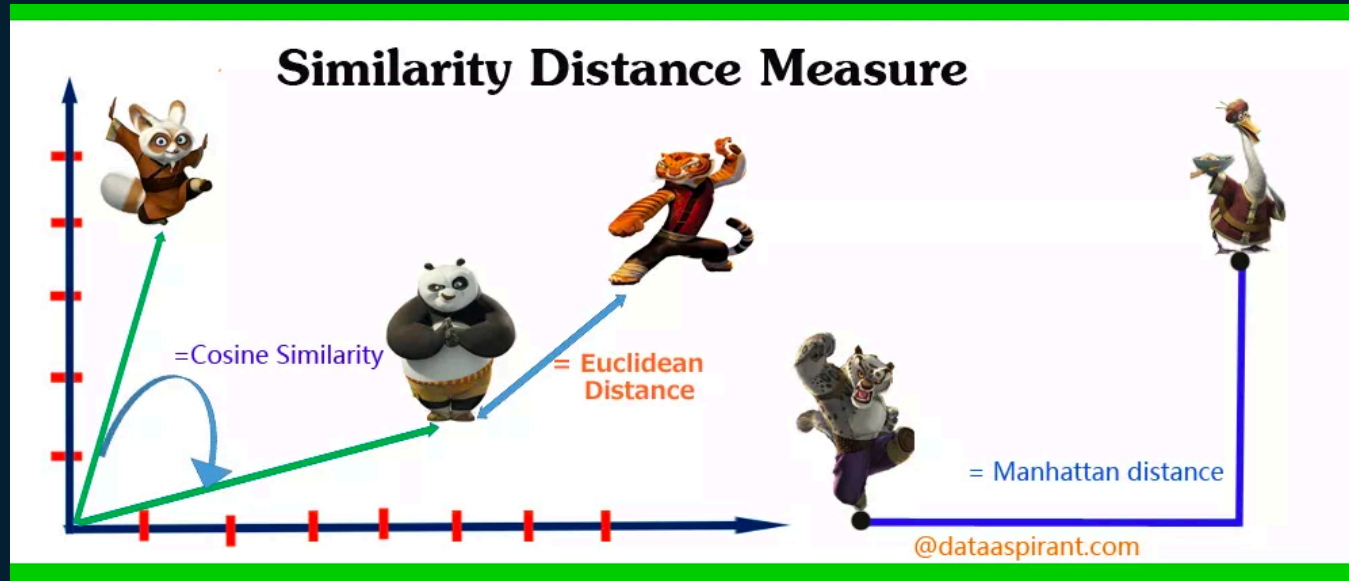 Similarity Distance Measure
=Cosine Similarity
= Euclidean
Distance
= Manhattan distance
@dataaspirant.com